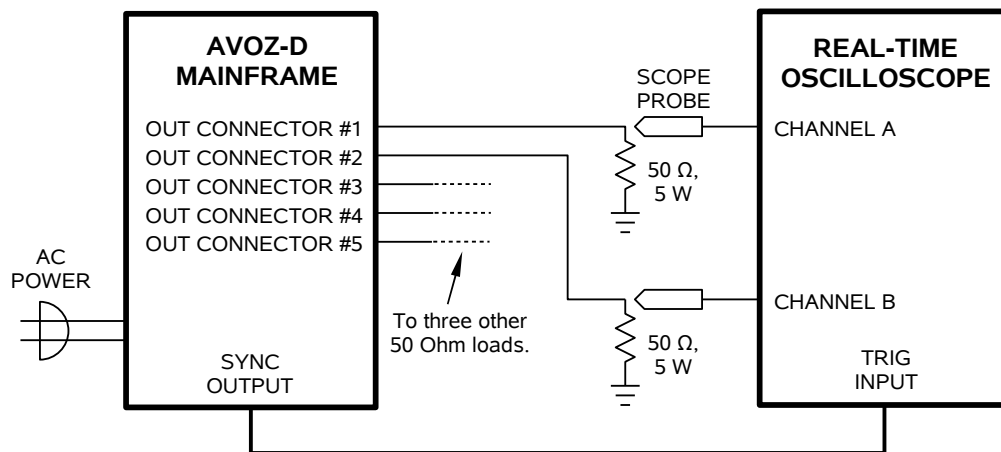 AVOZ-D
MAINFRAME
OUT CONNECTOR #1
OUT CONNECTOR #2
OUT CONNECTOR #3
OUT CONNECTOR #4
OUT CONNECTOR #5
AC
POWER
SYNC
OUTPUT
To three other
50 Ohm loads.
SCOPE
PROBE
50 Ω,
5 W
50 Ω,
5 W
REAL-TIME
OSCILLOSCOPE
CHANNEL A
CHANNEL B
TRIG
INPUT